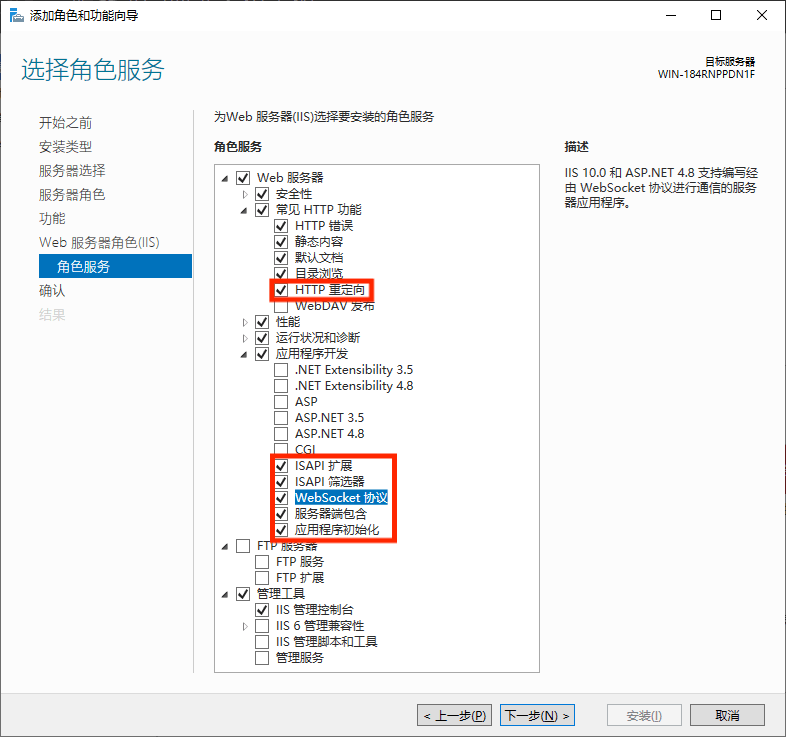 添加角色和功能向导
选择角色服务
目标服务器
WIN-184RNPPDN1F
开始之前
安装类型
服务器选择
服务器角色
功能
Web 服务器角色(IIS)
角色服务
确认
结果
为Web 服务器(IIS)选择要安装的角色服务
角色服务
Web 服务器
安全性
常见 HTTP 功能
HTTP 错误
静态内容
默认文档
目录浏览
HTTP 重定向
WebDAV 发布
性能
运行状况和诊断
应用程序开发
.NET Extensibility 3.5
.NET Extensibility 4.8
ASP
ASP.NET 3.5
ASP.NET 4.8
CGI
ISAPI 扩展
ISAPI 筛选器
WebSocket 协议
服务器端包含
应用程序初始化
FTP 服务器
FTP 服务
FTP 扩展
管理工具
IIS 管理控制台
IIS 6 管理兼容性
IIS 管理脚本和工具
管理服务
描述
IIS 10.0 和 ASP.NET 4.8 支持编写经
由 WebSocket 协议进行通信的服务
器应用程序。
< 上一步(P)
下一步(N) >
安装(I)
取消